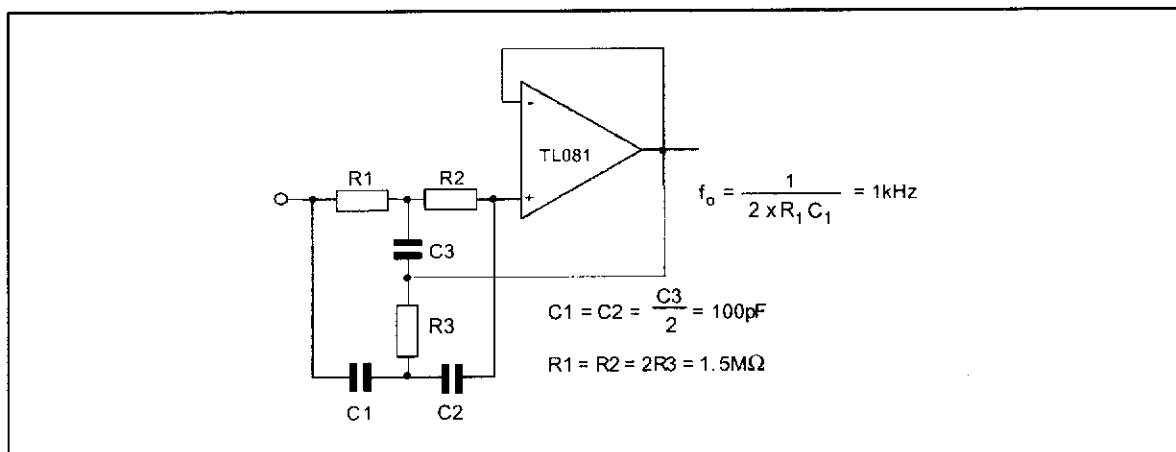 -
TL081
+
R1
R2
C3
R3
C1
C2
f_o = 1 / (2 x R_1 C_1) = 1kHz
C1 = C2 = C3 / 2 = 100pF
R1 = R2 = 2R3 = 1.5MΩ